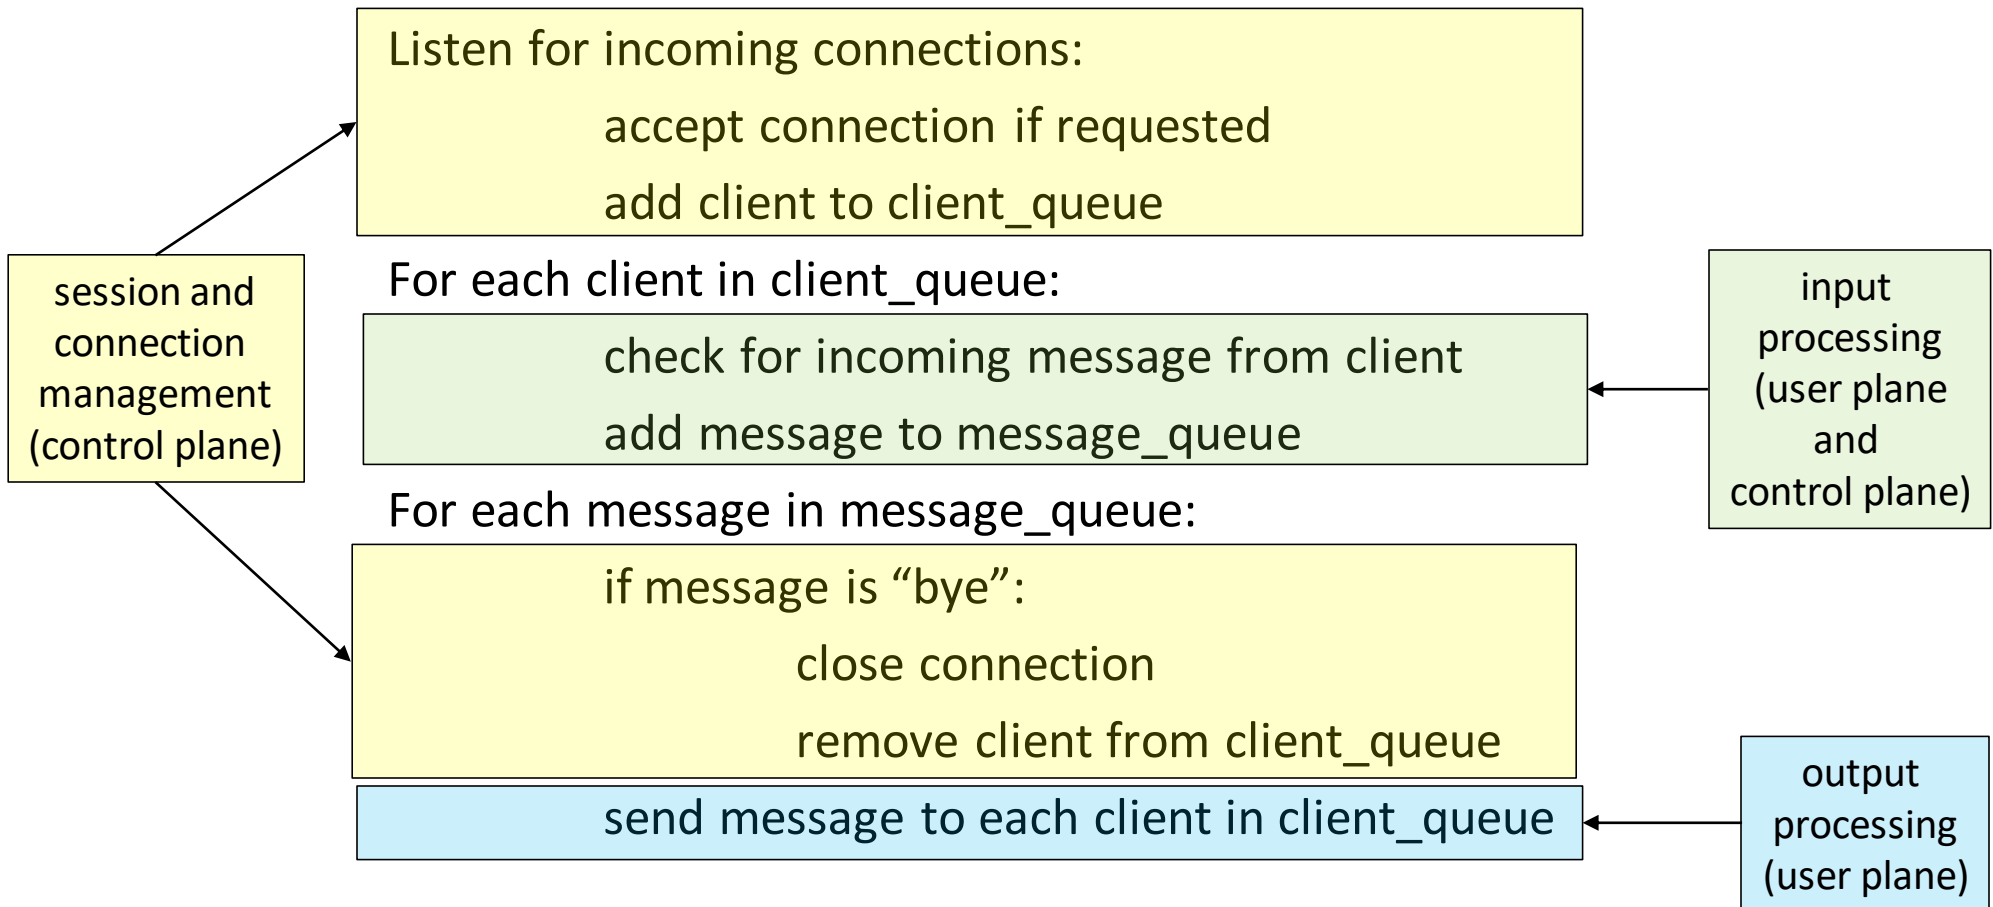 Listen for incoming connections:
accept connection if requested
add client to client_queue
session and
connection
management
(control plane)
For each client in client_queue:
check for incoming message from client
add message to message_queue
input
processing
(user plane
and
control plane)
For each message in message_queue:
if message is “bye”:
close connection
remove client from client_queue
send message to each client in client_queue
output
processing
(user plane)